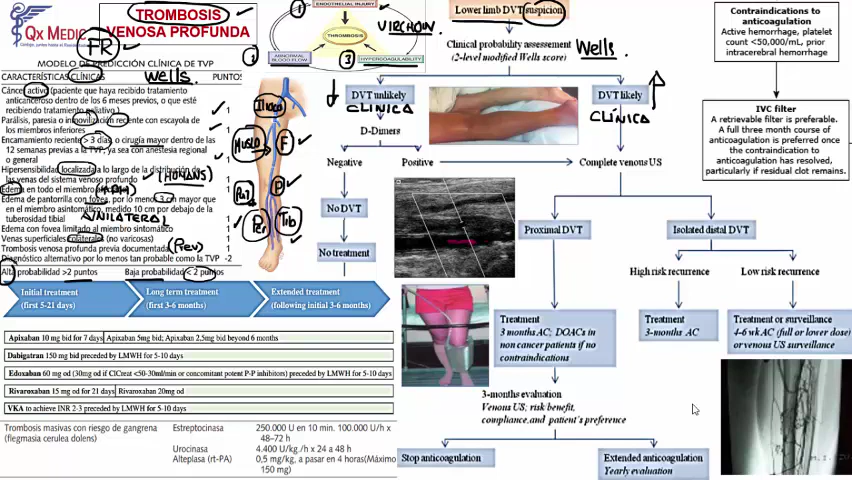 Qx MEDIC
TROMBOSIS
VENOSA PROFUNDA
FR
MODELO DE PREDICCIÓN CLÍNICA DE TVP
CARACTERÍSTICAS CLÍNICAS
wells.
PUNTOS
Cáncer activo (paciente que haya recibido tratamiento
anticanceroso dentro de los 6 meses previos, o que esté
recibiendo tratamiento paliativo) 1
Parálisis, paresia o inmovilización reciente con escayola de
los miembros inferiores 1
Encamamiento reciente > 3 días, o cirugía mayor dentro de las
12 semanas previas a la TVP, ya sea con anestesia regional
o general 1
Hipersensibilidad localizada a lo largo de la distribución de
las venas del sistema venoso profundo 1
(HOMANS)
Edema en todo el miembro 1
Edema de pantorrilla con fovea, por lo menos 3 cm mayor que
en el miembro asintomático, medido 10 cm por debajo de la
tuberosidad tibial 1
UNILATERAL
Edema con fovea limitado al miembro sintomático 1
Venas superficiales colaterales (no varicosas) 1
Trombosis venosa profunda previa documentada (Prev) 1
Diagnóstico alternativo por lo menos tan probable como la TVP -2
Alta probabilidad >2 puntos Baja probabilidad < 2 puntos
ENDOTHELIAL INJURY
THROMBOSIS
ABNORMAL
BLOOD FLOW
HYPERCOAGULABILITY
1
2
3
VIRCHOW.
Iliacas
MUSLO
F
P
Per
Tib
Lower limb DVT suspicion
Clinical probability assessment
(2-level modified Wells score)
Wells.
DVT unlikely
CLÍNICA
DVT likely
CLÍNICA
D-Dimers
Negative
Positive
Complete venous US
No DVT
No treatment
Proximal DVT
Isolated distal DVT
High risk recurrence
Low risk recurrence
Treatment
3 months AC; DOACs in
non cancer patients if no
contraindications
Treatment
3-months AC
Treatment or surveillance
4-6 wk AC (full or lower dose)
or venous US surveillance
3-months evaluation
Venous US; risk/benefit,
compliance, and patient's preference
Stop anticoagulation
Extended anticoagulation
Yearly evaluation
Contraindications to
anticoagulation
Active hemorrhage, platelet
count <50,000/mL, prior
intracerebral hemorrhage
IVC filter
A retrievable filter is preferable.
A full three month course of
anticoagulation is preferred once
the contraindication to
anticoagulation has resolved,
particularly if residual clot remains.
Initial treatment
(first 5-21 days)
Long term treatment
(first 3-6 months)
Extended treatment
(following initial 3-6 months)
Apixaban 10 mg bid for 7 days Apixaban 5mg bid; Apixaban 2,5mg bid beyond 6 months
Dabigatran 150 mg bid preceded by LMWH for 5-10 days
Edoxaban 60 mg od (30mg od if ClCreat <50-30ml/min or concomitant potent P-P inhibitors) preceded by LMWH for 5-10 days
Rivaroxaban 15 mg od for 21 days Rivaroxaban 20mg od
VKA to achieve INR 2-3 preceded by LMWH for 5-10 days
Trombosis masivas con riesgo de gangrena
(flegmasia cerulea dolens)
Estreptocinasa 250.000 U en 10 min. 100.000 U/h x
48–72 h
Urocinasa 4.400 U/kg./h x 24 a 48 h
Alteplasa (rt-PA) 0,5 mg/kg, a pasar en 4 horas(Máximo
150 mg)